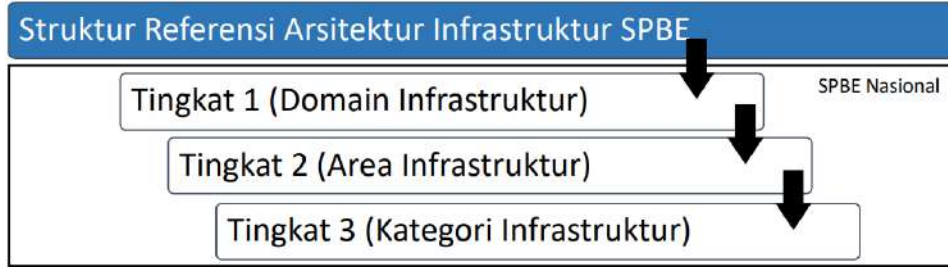 Struktur Referensi Arsitektur Infrastruktur SPBE
SPBE Nasional
Tingkat 1 (Domain Infrastruktur)
Tingkat 2 (Area Infrastruktur)
Tingkat 3 (Kategori Infrastruktur)